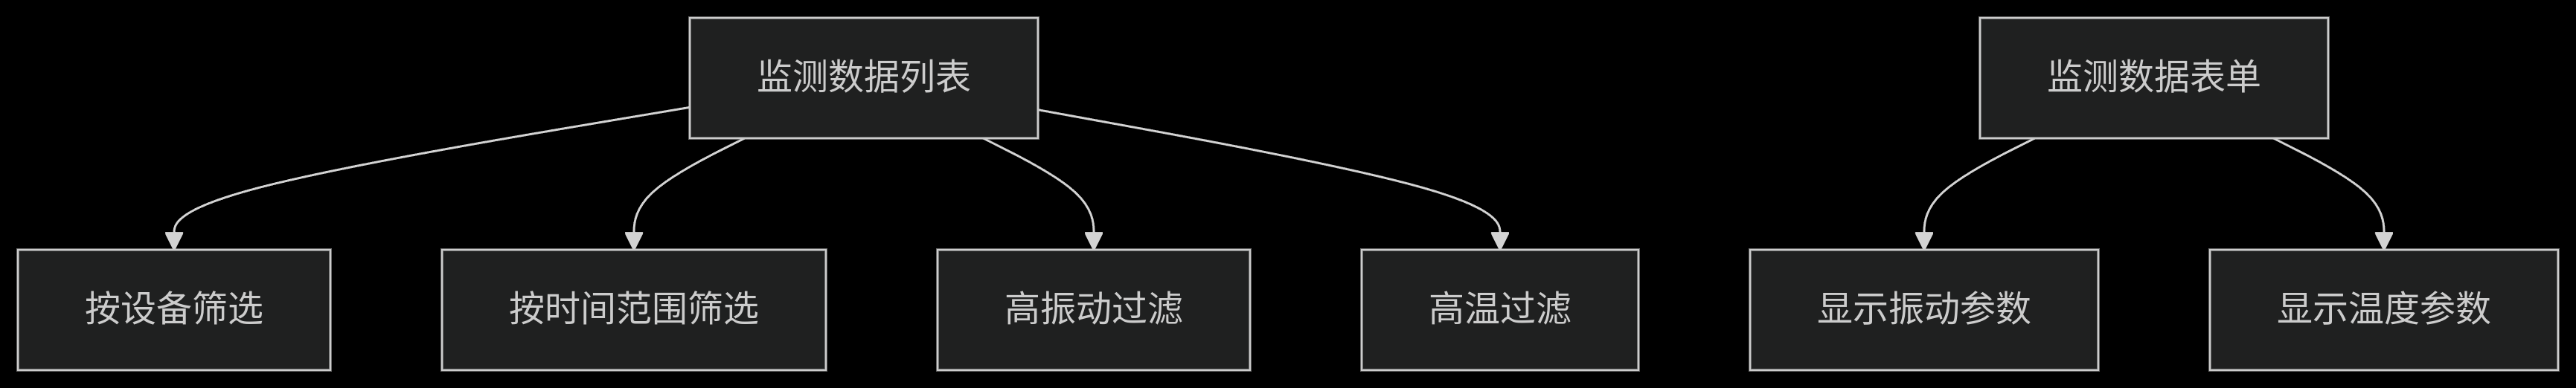 监测数据列表
监测数据表单
按设备筛选
按时间范围筛选
高振动过滤
高温过滤
显示振动参数
显示温度参数